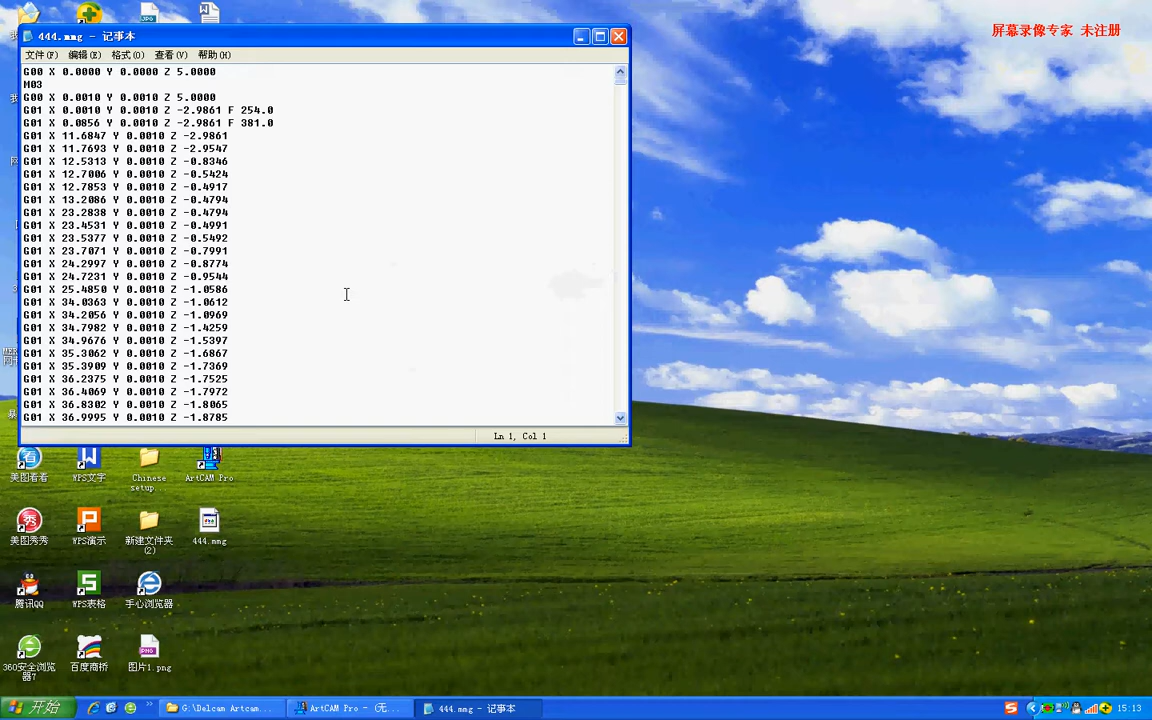 屏幕录像专家 未注册
444.mmg - 记事本
文件(F) 编辑(E) 格式(O) 查看(V) 帮助(H)
G00 X 0.0000 Y 0.0000 Z 5.0000
M03
G00 X 0.0010 Y 0.0010 Z 5.0000
G01 X 0.0010 Y 0.0010 Z -2.9861 F 254.0
G01 X 0.0856 Y 0.0010 Z -2.9861 F 381.0
G01 X 11.6847 Y 0.0010 Z -2.9861
G01 X 11.7693 Y 0.0010 Z -2.9547
G01 X 12.5313 Y 0.0010 Z -0.8346
G01 X 12.7006 Y 0.0010 Z -0.5424
G01 X 12.7853 Y 0.0010 Z -0.4917
G01 X 13.2086 Y 0.0010 Z -0.4794
G01 X 23.2838 Y 0.0010 Z -0.4794
G01 X 23.4531 Y 0.0010 Z -0.4991
G01 X 23.5377 Y 0.0010 Z -0.5492
G01 X 23.7071 Y 0.0010 Z -0.7991
G01 X 24.2997 Y 0.0010 Z -0.8774
G01 X 24.7231 Y 0.0010 Z -0.9544
G01 X 25.4850 Y 0.0010 Z -1.0586
G01 X 34.0363 Y 0.0010 Z -1.0612
G01 X 34.2056 Y 0.0010 Z -1.0969
G01 X 34.7982 Y 0.0010 Z -1.4259
G01 X 34.9676 Y 0.0010 Z -1.5397
G01 X 35.3062 Y 0.0010 Z -1.6867
G01 X 35.3909 Y 0.0010 Z -1.7369
G01 X 36.2375 Y 0.0010 Z -1.7525
G01 X 36.4069 Y 0.0010 Z -1.7972
G01 X 36.8302 Y 0.0010 Z -1.8065
G01 X 36.9995 Y 0.0010 Z -1.8785
Ln 1, Col 1
美图看看
WPS文字
Chinese
setup...
ArtCAM Pro
美图秀秀
WPS演示
新建文件夹
(2)
444.mmg
腾讯QQ
WPS表格
手心浏览器
360安全浏览
器7
百度商桥
图片1.png
开始
G:\Delcam Artcam...
ArtCAM Pro - (无...
444.mmg - 记事本
15:13